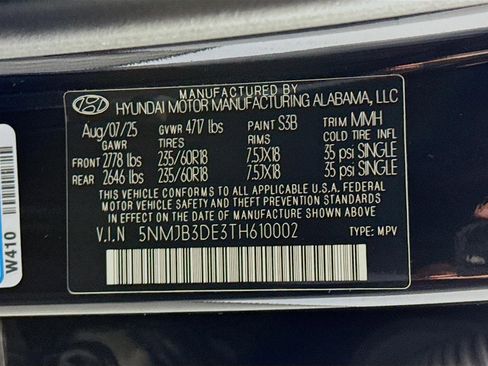 MANUFACTURED BY
HYUNDAI MOTOR MANUFACTURING ALABAMA, LLC
Aug/07/25 GVWR 4717 lbs PAINT S3B TRIM MMH
GAWR TIRES RIMS COLD TIRE INFL
FRONT 2778 lbs 235/60R18 7.5JX18 35 psi SINGLE
REAR 2646 lbs 235/60R18 7.5JX18 35 psi SINGLE
THIS VEHICLE CONFORMS TO ALL APPLICABLE U.S.A. FEDERAL
MOTOR VEHICLE SAFETY AND THEFT PREVENTION STANDARDS
IN EFFECT ON THE DATE OF MANUFACTURE SHOWN ABOVE.
V.I.N 5NMJB3DE3TH610002 TYPE: MPV
W410